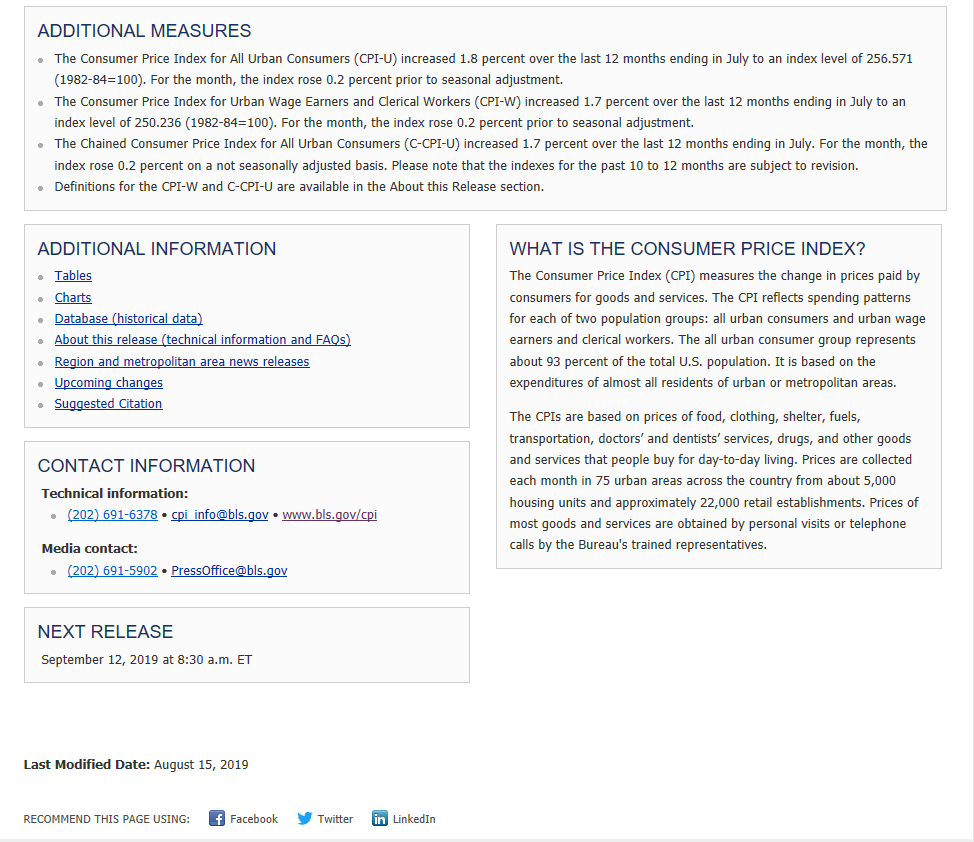 ADDITIONAL MEASURES
The Consumer Price Index for All Urban Consumers (CPI-U) increased 1.8 percent over the last 12 months ending in July to an index level of 256.571
(1982-84=100). For the month, the index rose 0.2 percent prior to seasonal adjustment.
The Consumer Price Index for Urban Wage Earners and Clerical Workers (CPI-W) increased 1.7 percent over the last 12 months ending in July to an
index level of 250.236 (1982-84=100). For the month, the index rose 0.2 percent prior to seasonal adjustment.
The Chained Consumer Price Index for All Urban Consumers (C-CPI-U) increased 1.7 percent over the last 12 months ending in July. For the month, the
index rose 0.2 percent on a not seasonally adjusted basis. Please note that the indexes for the past 10 to 12 months are subject to revision.
Definitions for the CPI-W and C-CPI-U are available in the About this Release section.
ADDITIONAL INFORMATION
Tables
Charts
Database (historical data)
About this release (technical information and FAQs)
Region and metropolitan area news releases
Upcoming changes
Suggested Citation
CONTACT INFORMATION
Technical information:
(202) 691-6378 • cpi_info@bls.gov • www.bls.gov/cpi
Media contact:
(202) 691-5902 • PressOffice@bls.gov
NEXT RELEASE
September 12, 2019 at 8:30 a.m. ET
WHAT IS THE CONSUMER PRICE INDEX?
The Consumer Price Index (CPI) measures the change in prices paid by
consumers for goods and services. The CPI reflects spending patterns
for each of two population groups: all urban consumers and urban wage
earners and clerical workers. The all urban consumer group represents
about 93 percent of the total U.S. population. It is based on the
expenditures of almost all residents of urban or metropolitan areas.
The CPIs are based on prices of food, clothing, shelter, fuels,
transportation, doctors’ and dentists’ services, drugs, and other goods
and services that people buy for day-to-day living. Prices are collected
each month in 75 urban areas across the country from about 5,000
housing units and approximately 22,000 retail establishments. Prices of
most goods and services are obtained by personal visits or telephone
calls by the Bureau's trained representatives.
Last Modified Date: August 15, 2019
RECOMMEND THIS PAGE USING: Facebook Twitter LinkedIn